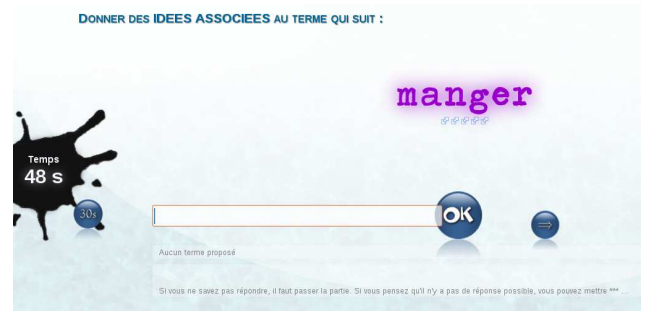 DONNER DES IDEES ASSOCIEES AU TERME QUI SUIT :
manger
Temps
48 s
30s
OK
Aucun terme proposé
Si vous ne savez pas répondre, il faut passer la partie. Si vous pensez qu'il n'y a pas de réponse possible, vous pouvez mettre *** ...